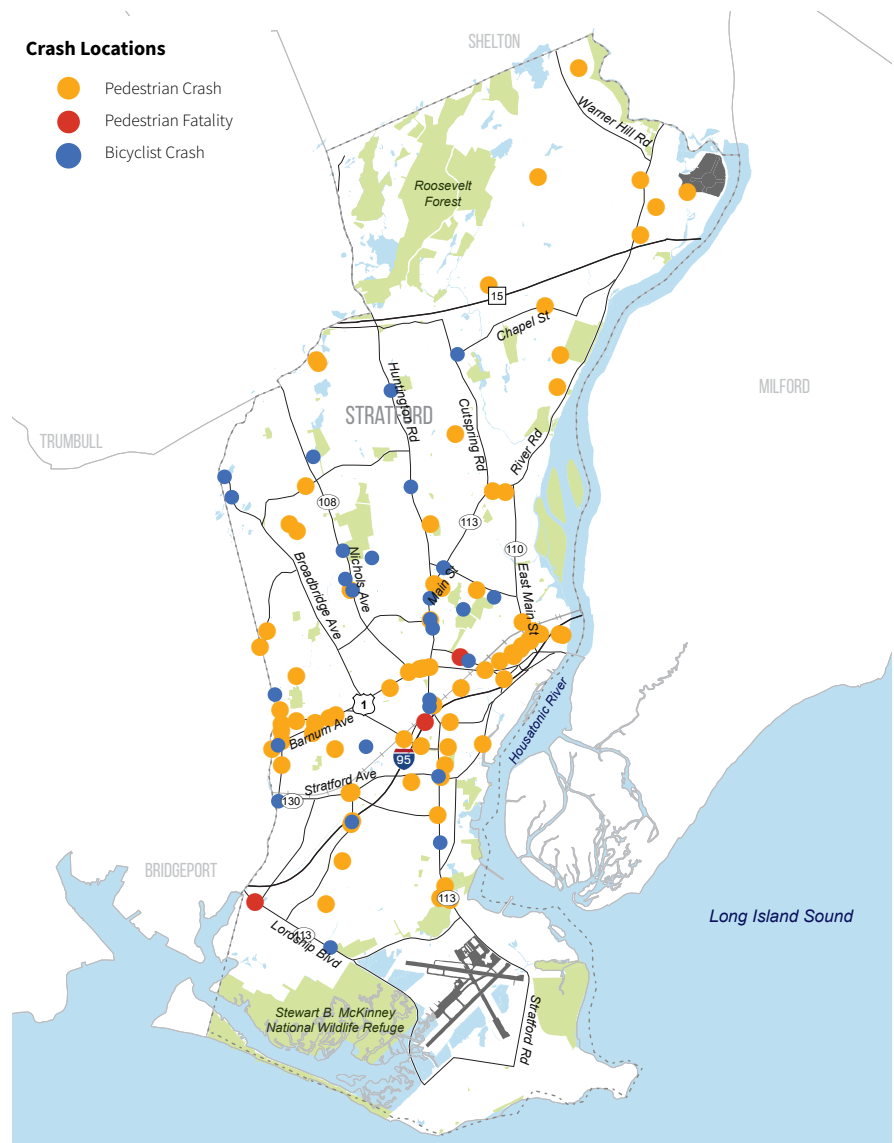 Crash Locations
Pedestrian Crash
Pedestrian Fatality
Bicyclist Crash
SHELTON
Warner Hill Rd
Roosevelt
Forest
15
Chapel St
MILFORD
Huntington Rd
STRATFORD
Cutspring Rd
TRUMBULL
River Rd
108
113
110
Broadbridge Ave
Nichols Ave
Main St
East Main St
1
Barnum Ave
Housatonic River
95
Stratford Ave
130
BRIDGEPORT
113
Long Island Sound
113
Lordship Blvd
Stratford Rd
Stewart B. McKinney
National Wildlife Refuge